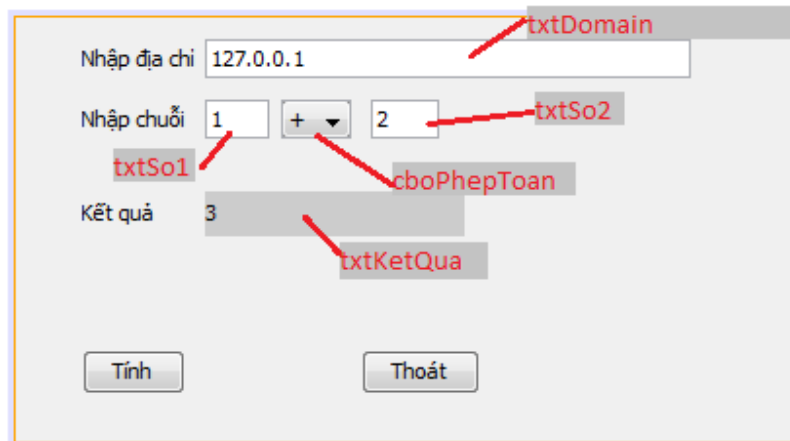 txtDomain
Nhập địa chỉ 127.0.0.1
Nhập chuỗi 1 + 2 txtSo2
txtSo1
cboPhepToan
Kết quả 3
txtKetQua
Tính Thoát